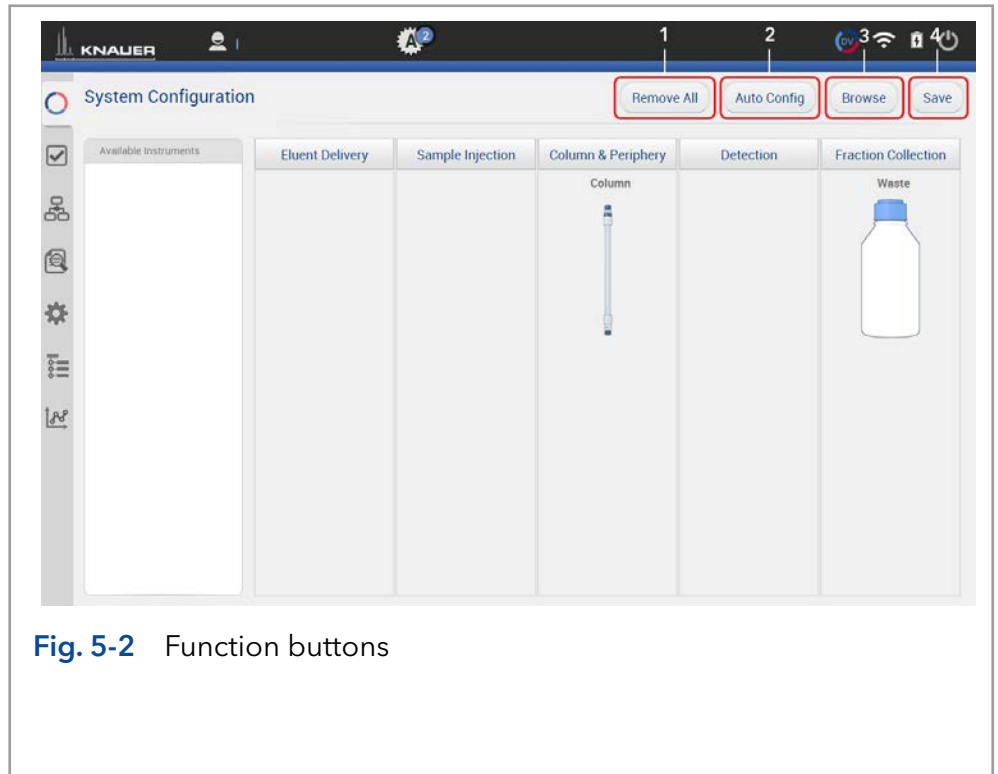 KNAUER
A 2 1 2 DV 3 4
System Configuration Remove All Auto Config Browse Save
Available Instruments Eluent Delivery Sample Injection Column & Periphery Detection Fraction Collection
Column Waste
Fig. 5-2 Function buttons